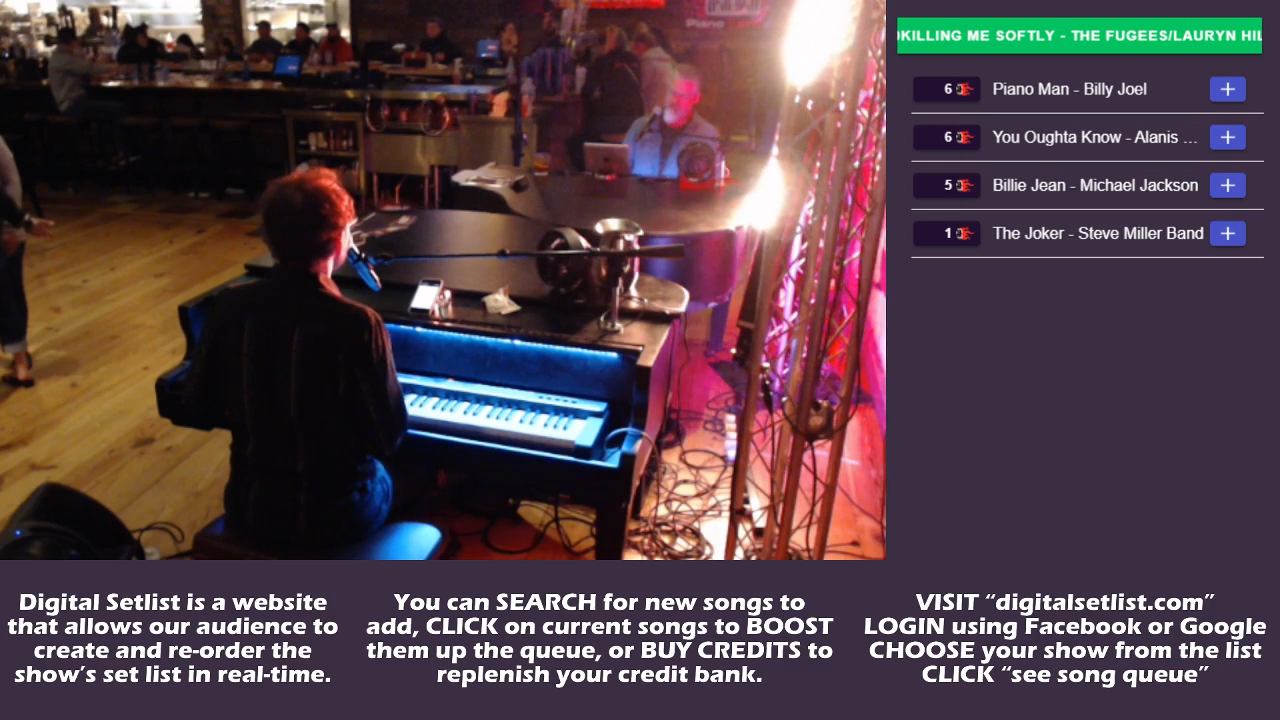 Piano
KILLING ME SOFTLY - THE FUGEES/LAURYN HIL
6 Piano Man - Billy Joel +
6 You Oughta Know - Alanis ... +
5 Billie Jean - Michael Jackson +
1 The Joker - Steve Miller Band +
Digital Setlist is a website
that allows our audience to
create and re-order the
show's set list in real-time.
You can SEARCH for new songs to
add, CLICK on current songs to BOOST
them up the queue, or BUY CREDITS to
replenish your credit bank.
VISIT “digitalsetlist.com”
LOGIN using Facebook or Google
CHOOSE your show from the list
CLICK “see song queue”